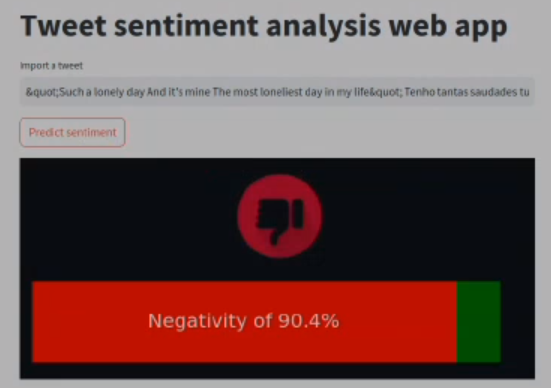 Tweet sentiment analysis web app
Import a tweet
&quot;Such a lonely day And it's mine The most loneliest day in my life&quot; Tenho tantas saudades tu
Predict sentiment
Negativity of 90.4%